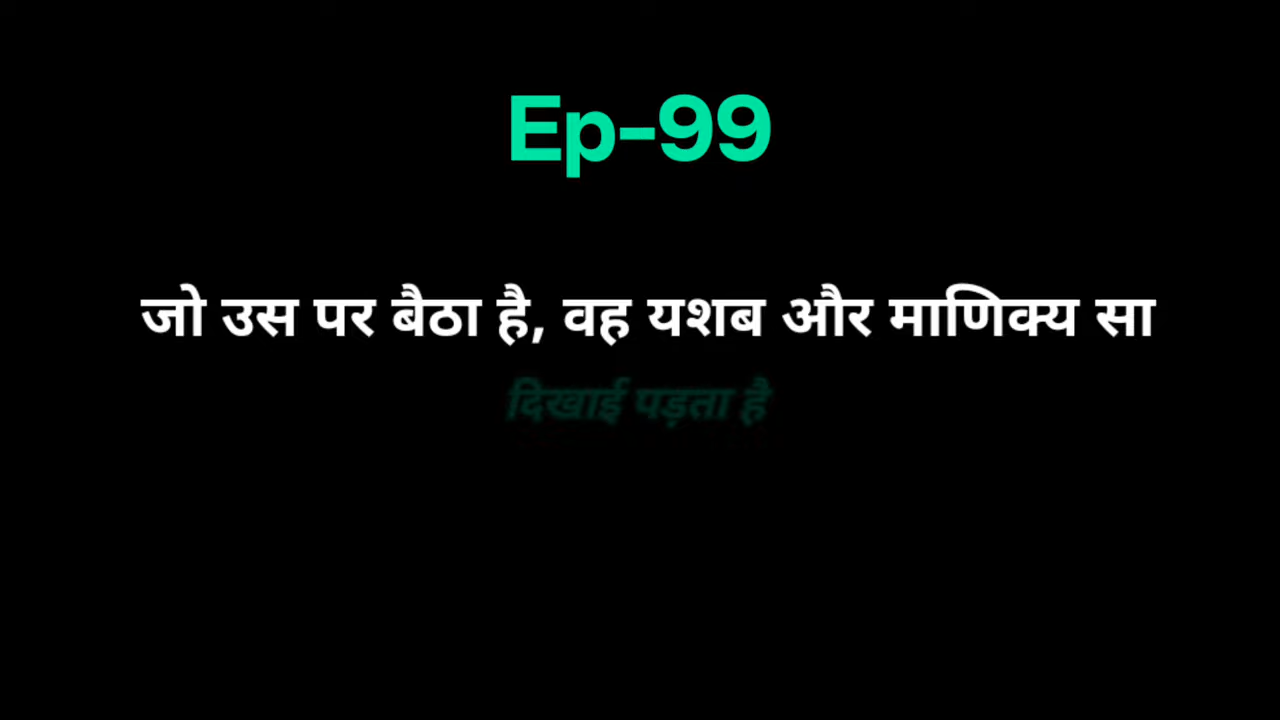 Ep-99
जो उस पर बैठा है, वह यशब और माणिक्य सा
दिखाई पड़ता है